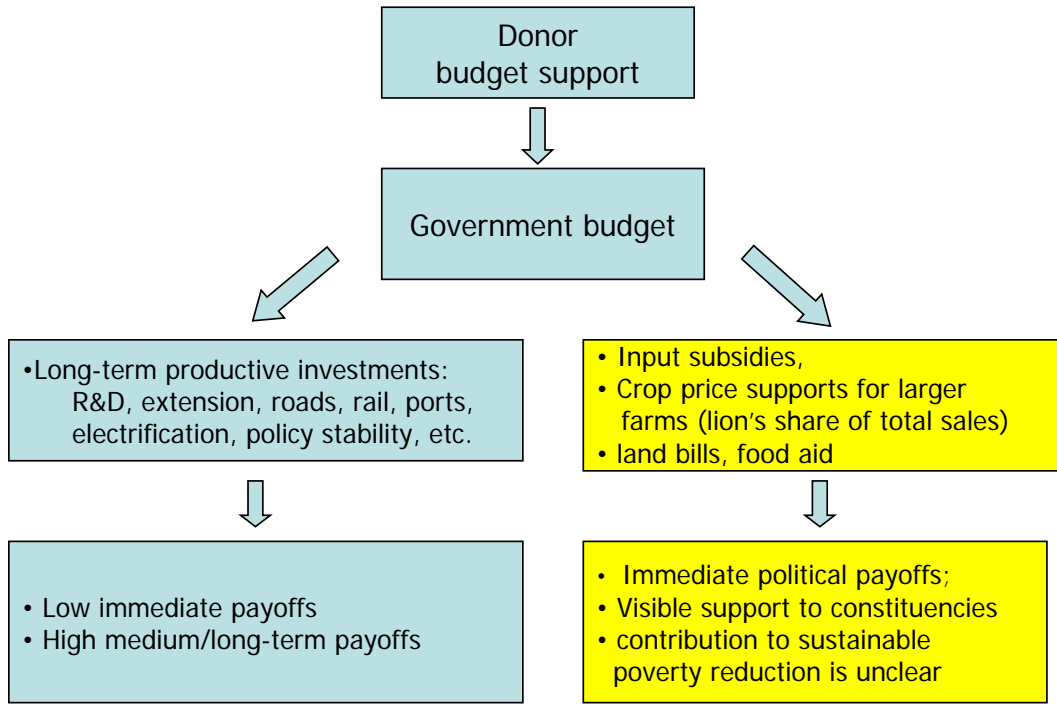 Donor
budget support
Government budget
•Long-term productive investments:
R&D, extension, roads, rail, ports,
electrification, policy stability, etc.
• Input subsidies,
• Crop price supports for larger
farms (lion's share of total sales)
• land bills, food aid
• Low immediate payoffs
• High medium/long-term payoffs
• Immediate political payoffs;
• Visible support to constituencies
• contribution to sustainable
poverty reduction is unclear